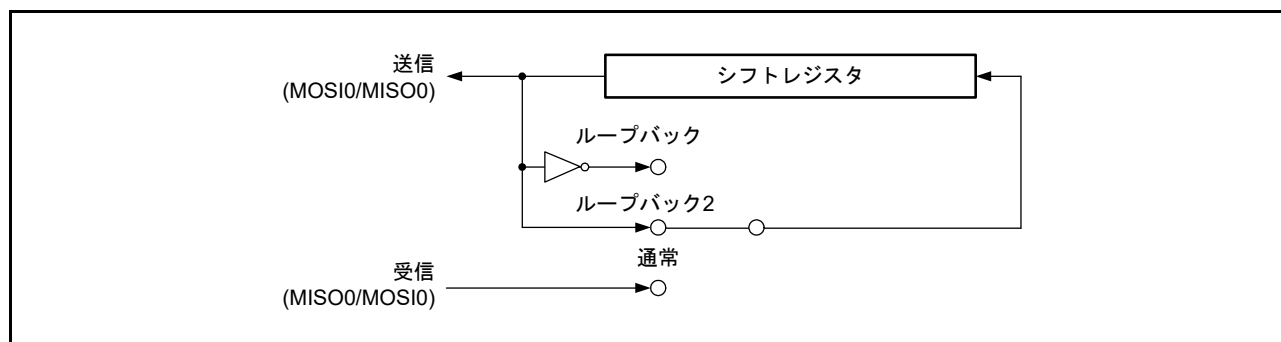 送信
(MOSI0/MISO0)
シフトレジスタ
ループバック
ループバック2
通常
受信
(MISO0/MOSI0)